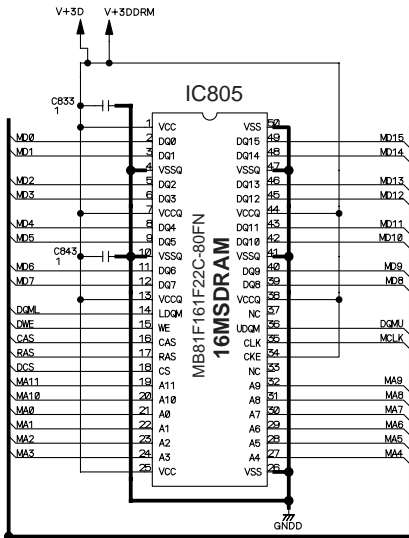 V+3D V+3DDRM
IC805
C833
1
1 VCC VSS 50
MD0 2 DQ0 DQ15 49 MD15
MD1 3 DQ1 DQ14 48 MD14
4 VSSQ VSSQ 47
MD2 5 DQ2 DQ13 46 MD13
MD3 6 DQ3 DQ12 45 MD12
7 VCCQ VCCQ 44
MD4 8 DQ4 DQ11 43 MD11
MD5 9 DQ5 DQ10 42 MD10
C843
1
10 VSSQ VSSQ 41
MD6 11 DQ6 DQ9 40 MD9
MD7 12 DQ7 DQ8 39 MD8
13 VCCQ VCCQ 38
DQML 14 LDQM NC 37
DWE 15 WE UDQM 36 DQMU
CAS 16 CAS CLK 35 MCLK
RAS 17 RAS CKE 34
DCS 18 CS NC 33
MA11 19 A11 A9 32 MA9
MA10 20 A10 A8 31 MA8
MA0 21 A0 A7 30 MA7
MA1 22 A1 A6 29 MA6
MA2 23 A2 A5 28 MA5
MA3 24 A3 A4 27 MA4
25 VCC VSS 26
MB81F161F22C-80FN
16MSDRAM
GNDD